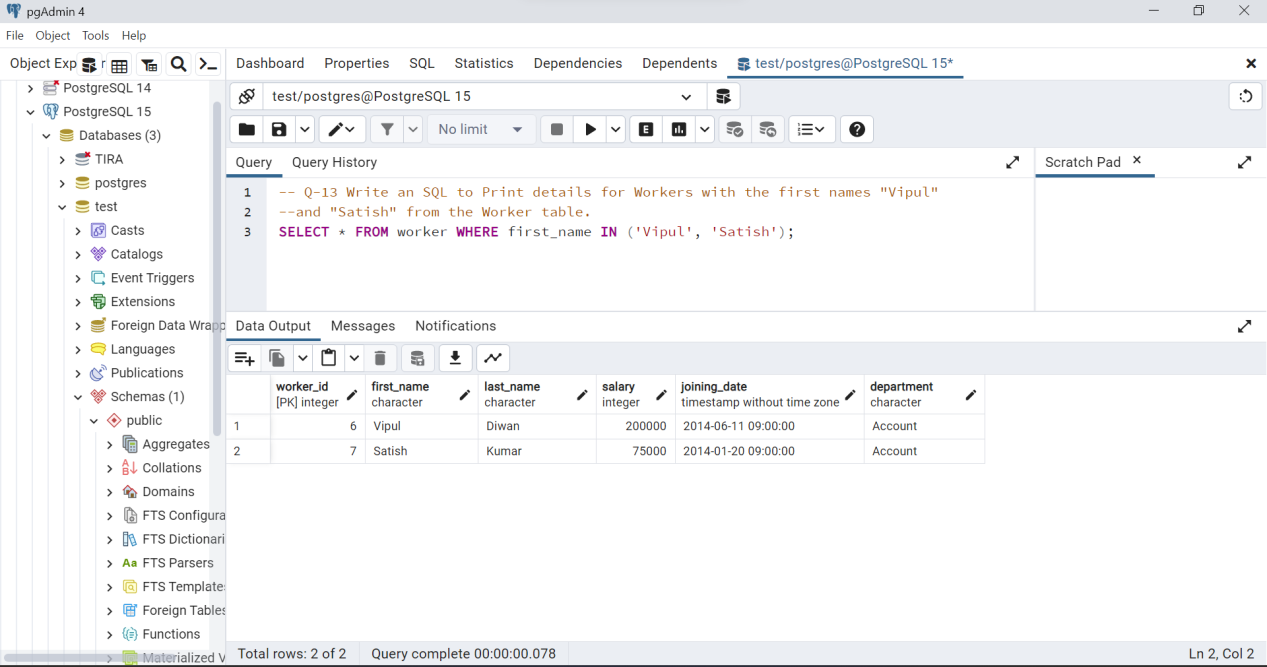 pgAdmin 4
File Object Tools Help
Object Exp r
Dashboard Properties SQL Statistics Dependencies Dependents test/postgres@PostgreSQL 15*
PostgreSQL 14
PostgreSQL 15
Databases (3)
TIRA
postgres
test
Casts
Catalogs
Event Triggers
Extensions
Foreign Data Wrapp
Languages
Publications
Schemas (1)
public
Aggregates
Collations
Domains
FTS Configura
FTS Dictionari
Aa FTS Parsers
FTS Template
Foreign Tables
Functions
Materialized V
test/postgres@PostgreSQL 15
No limit
E
Query Query History
Scratch Pad
1 -- Q-13 Write an SQL to Print details for Workers with the first names "Vipul"
2 --and "Satish" from the Worker table.
3 SELECT * FROM worker WHERE first_name IN ('Vipul', 'Satish');
Data Output Messages Notifications
worker_id first_name last_name salary joining_date department
[PK] integer character character integer timestamp without time zone character
1 6 Vipul Diwan 200000 2014-06-11 09:00:00 Account
2 7 Satish Kumar 75000 2014-01-20 09:00:00 Account
Total rows: 2 of 2 Query complete 00:00:00.078 Ln 2, Col 2